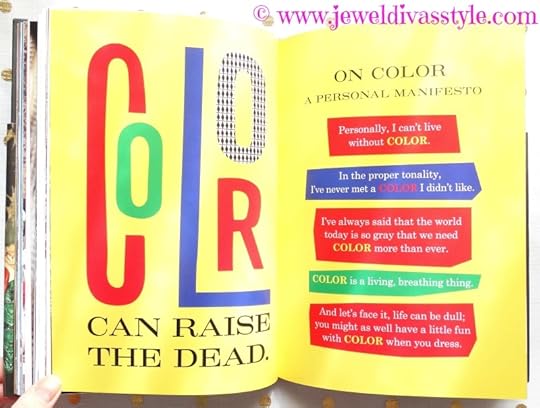 © www.jeweldivasstyle.com
COLOR
CAN RAISE
THE DEAD.
ON COLOR
A PERSONAL MANIFESTO
Personally, I can't live
without COLOR.
In the proper tonality,
I've never met a COLOR I didn't like.
I've always said that the world
today is so gray that we need
COLOR more than ever.
COLOR is a living, breathing thing.
And let's face it, life can be dull;
you might as well have a little fun
with COLOR when you dress.